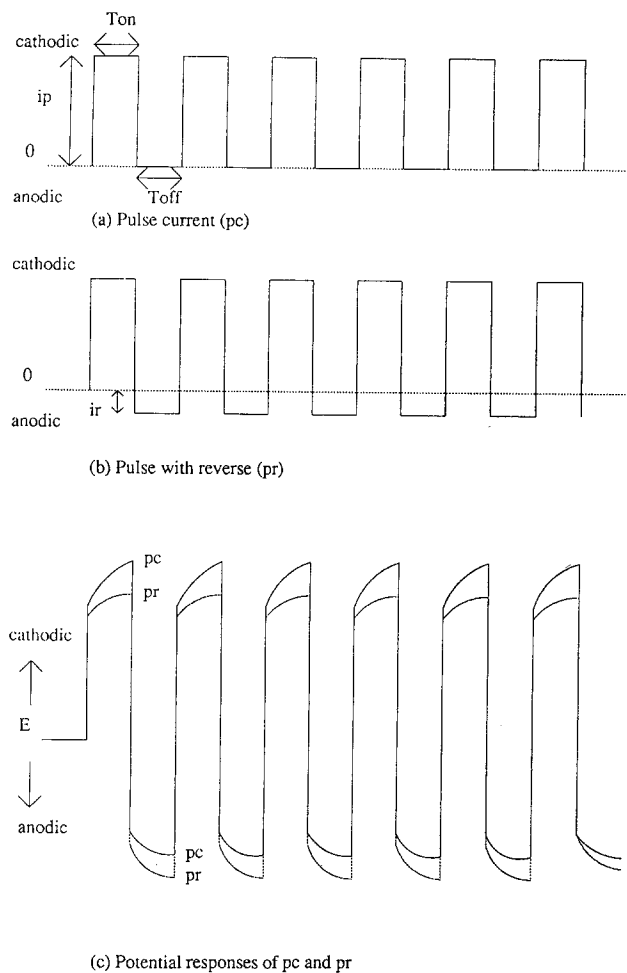 Ton
cathodic
ip
0
anodic
Toff
(a) Pulse current (pc)
cathodic
0
ir
anodic
(b) Pulse with reverse (pr)
pc
pr
cathodic
E
anodic
pc
pr
(c) Potential responses of pc and pr